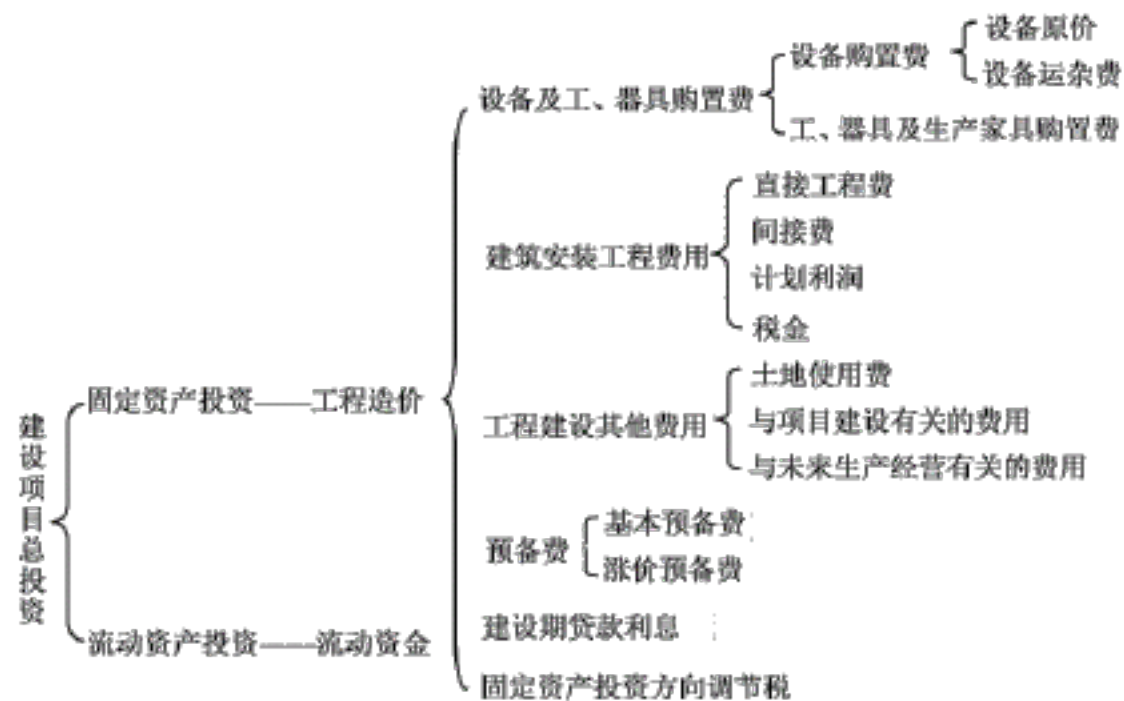 建设项目总投资
固定资产投资——工程造价
流动资产投资——流动资金
设备及工、器具购置费
设备购置费
设备原价
设备运杂费
工、器具及生产家具购置费
建筑安装工程费用
直接工程费
间接费
计划利润
税金
工程建设其他费用
土地使用费
与项目建设有关的费用
与未来生产经营有关的费用
预备费
基本预备费
涨价预备费
建设期贷款利息
固定资产投资方向调节税